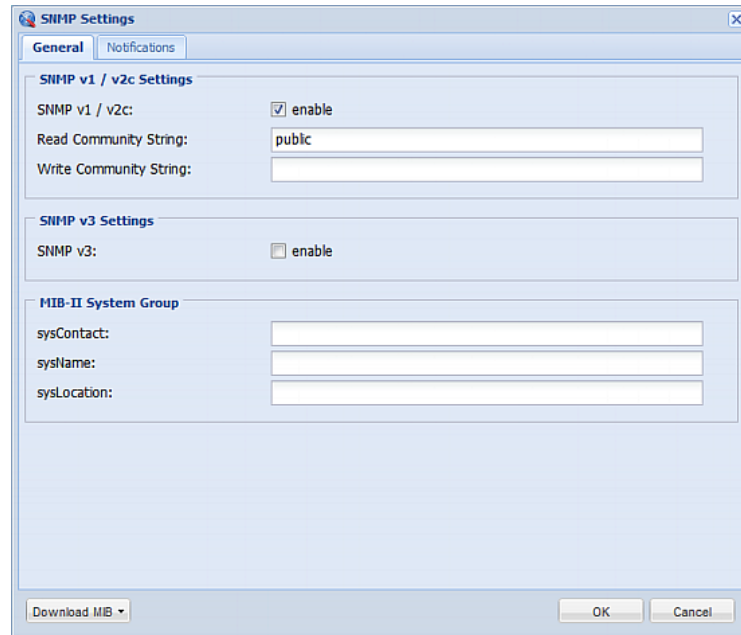 SNMP Settings
General Notifications
SNMP v1 / v2c Settings
SNMP v1 / v2c: enable
Read Community String: public
Write Community String:
SNMP v3 Settings
SNMP v3: enable
MIB-II System Group
sysContact:
sysName:
sysLocation:
Download MIB OK Cancel